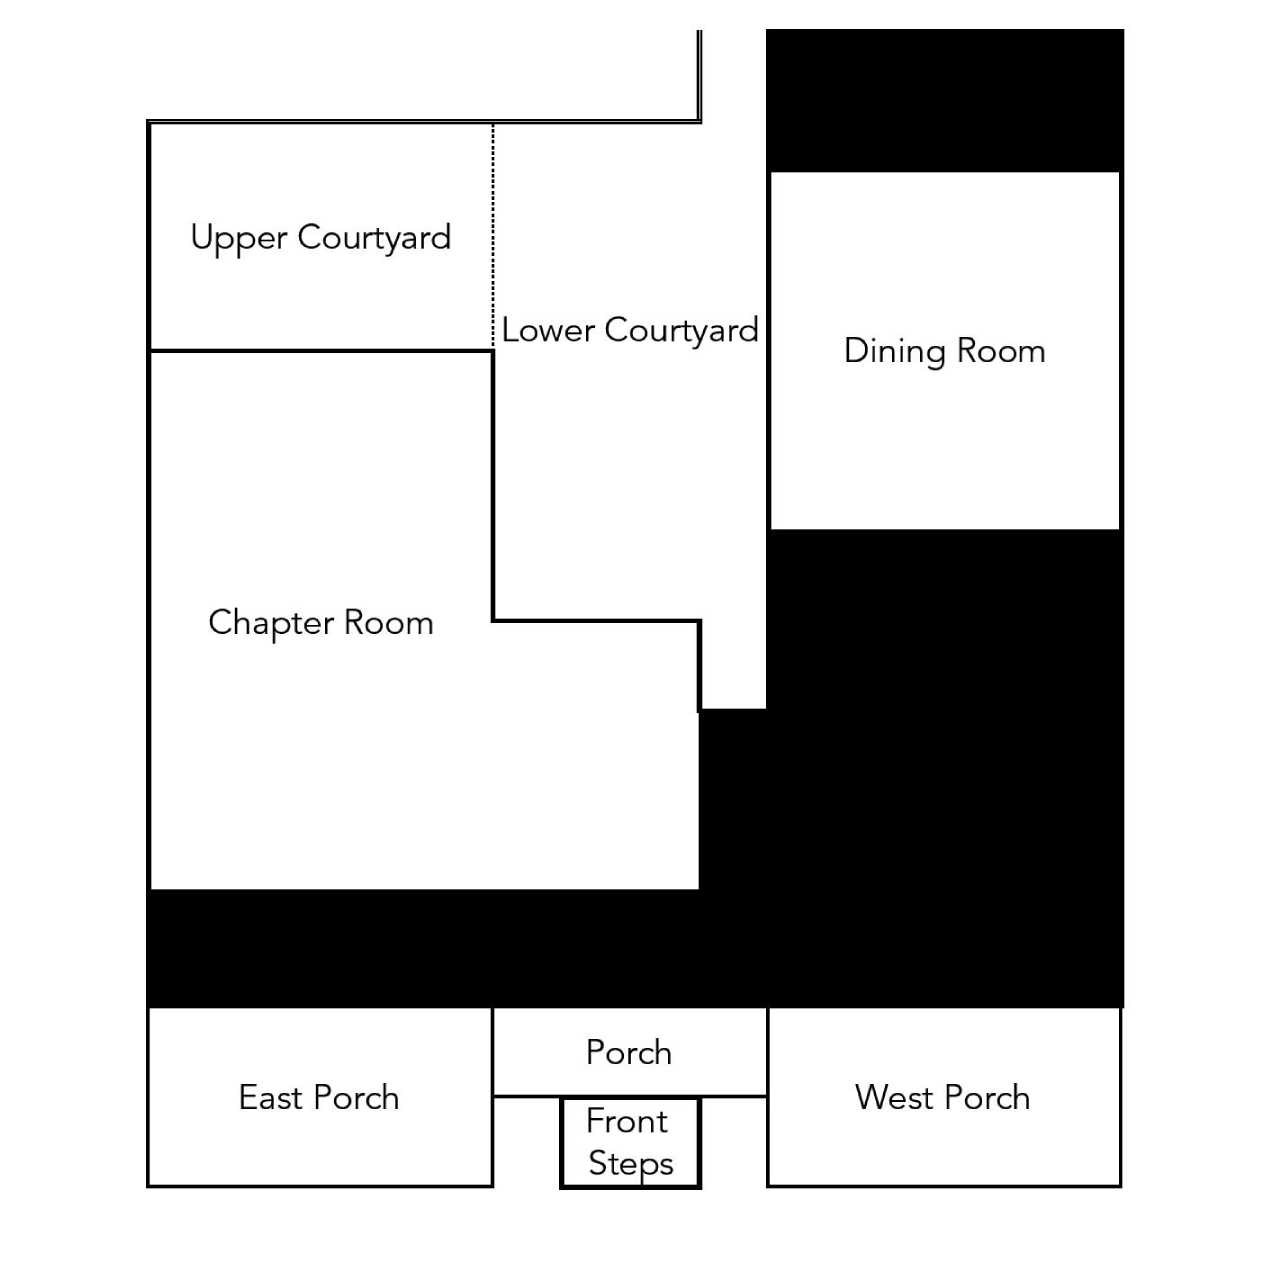 Upper Courtyard
Lower Courtyard
Dining Room
Chapter Room
Porch
East Porch
West Porch
Front
Steps